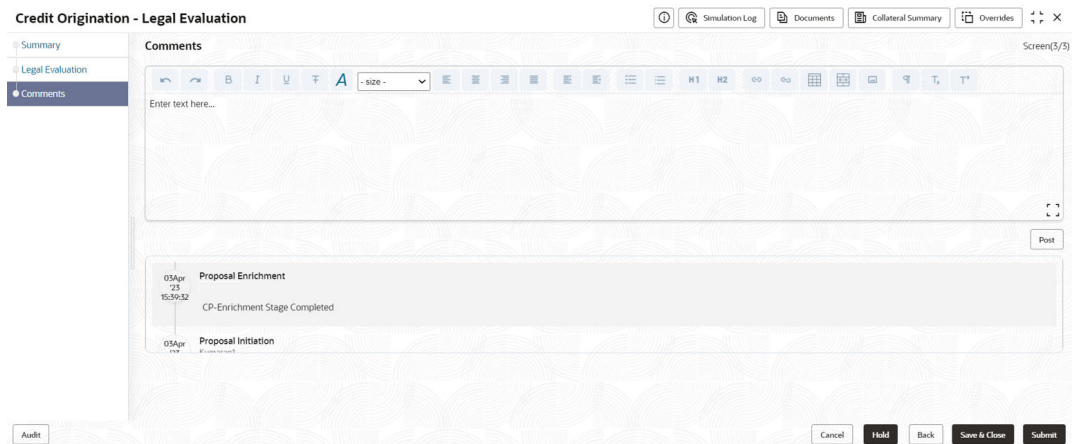 Credit Origination - Legal Evaluation
Simulation Log
Documents
Collateral Summary
Overrides
Summary
Legal Evaluation
Comments
Comments
Screen(3/3)
B I U T A - size - H1 H2
Enter text here...
Post
03Apr
'23
15:39:32
Proposal Enrichment
CP-Enrichment Stage Completed
03Apr
'23
Proposal Initiation
Kumaran1
Audit
Cancel
Hold
Back
Save & Close
Submit